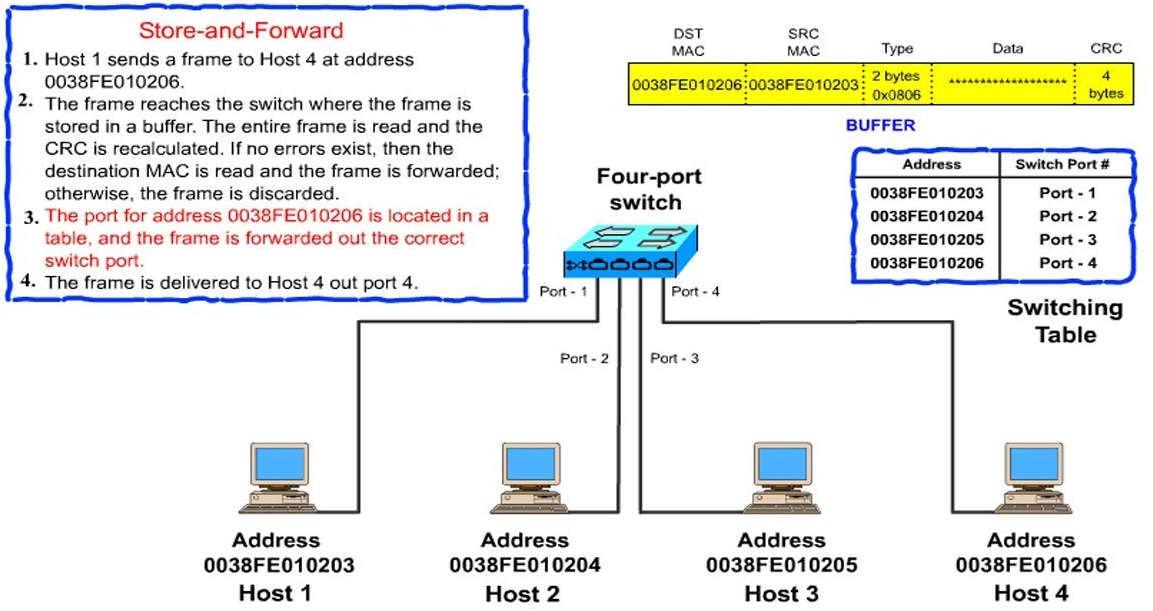 Store-and-Forward
1. Host 1 sends a frame to Host 4 at address
0038FE010206.
2. The frame reaches the switch where the frame is
stored in a buffer. The entire frame is read and the
CRC is recalculated. If no errors exist, then the
destination MAC is read and the frame is forwarded;
otherwise, the frame is discarded.
3. The port for address 0038FE010206 is located in a
table, and the frame is forwarded out the correct
switch port.
4. The frame is delivered to Host 4 out port 4.
DST MAC SRC MAC Type Data CRC
0038FE010206 0038FE010203 2 bytes 0x0806 ******************* 4 bytes
BUFFER
Address Switch Port #
0038FE010203 Port - 1
0038FE010204 Port - 2
0038FE010205 Port - 3
0038FE010206 Port - 4
Switching
Table
Four-port
switch
Port - 1 Port - 4
Port - 2 Port - 3
Address
0038FE010203
Host 1
Address
0038FE010204
Host 2
Address
0038FE010205
Host 3
Address
0038FE010206
Host 4